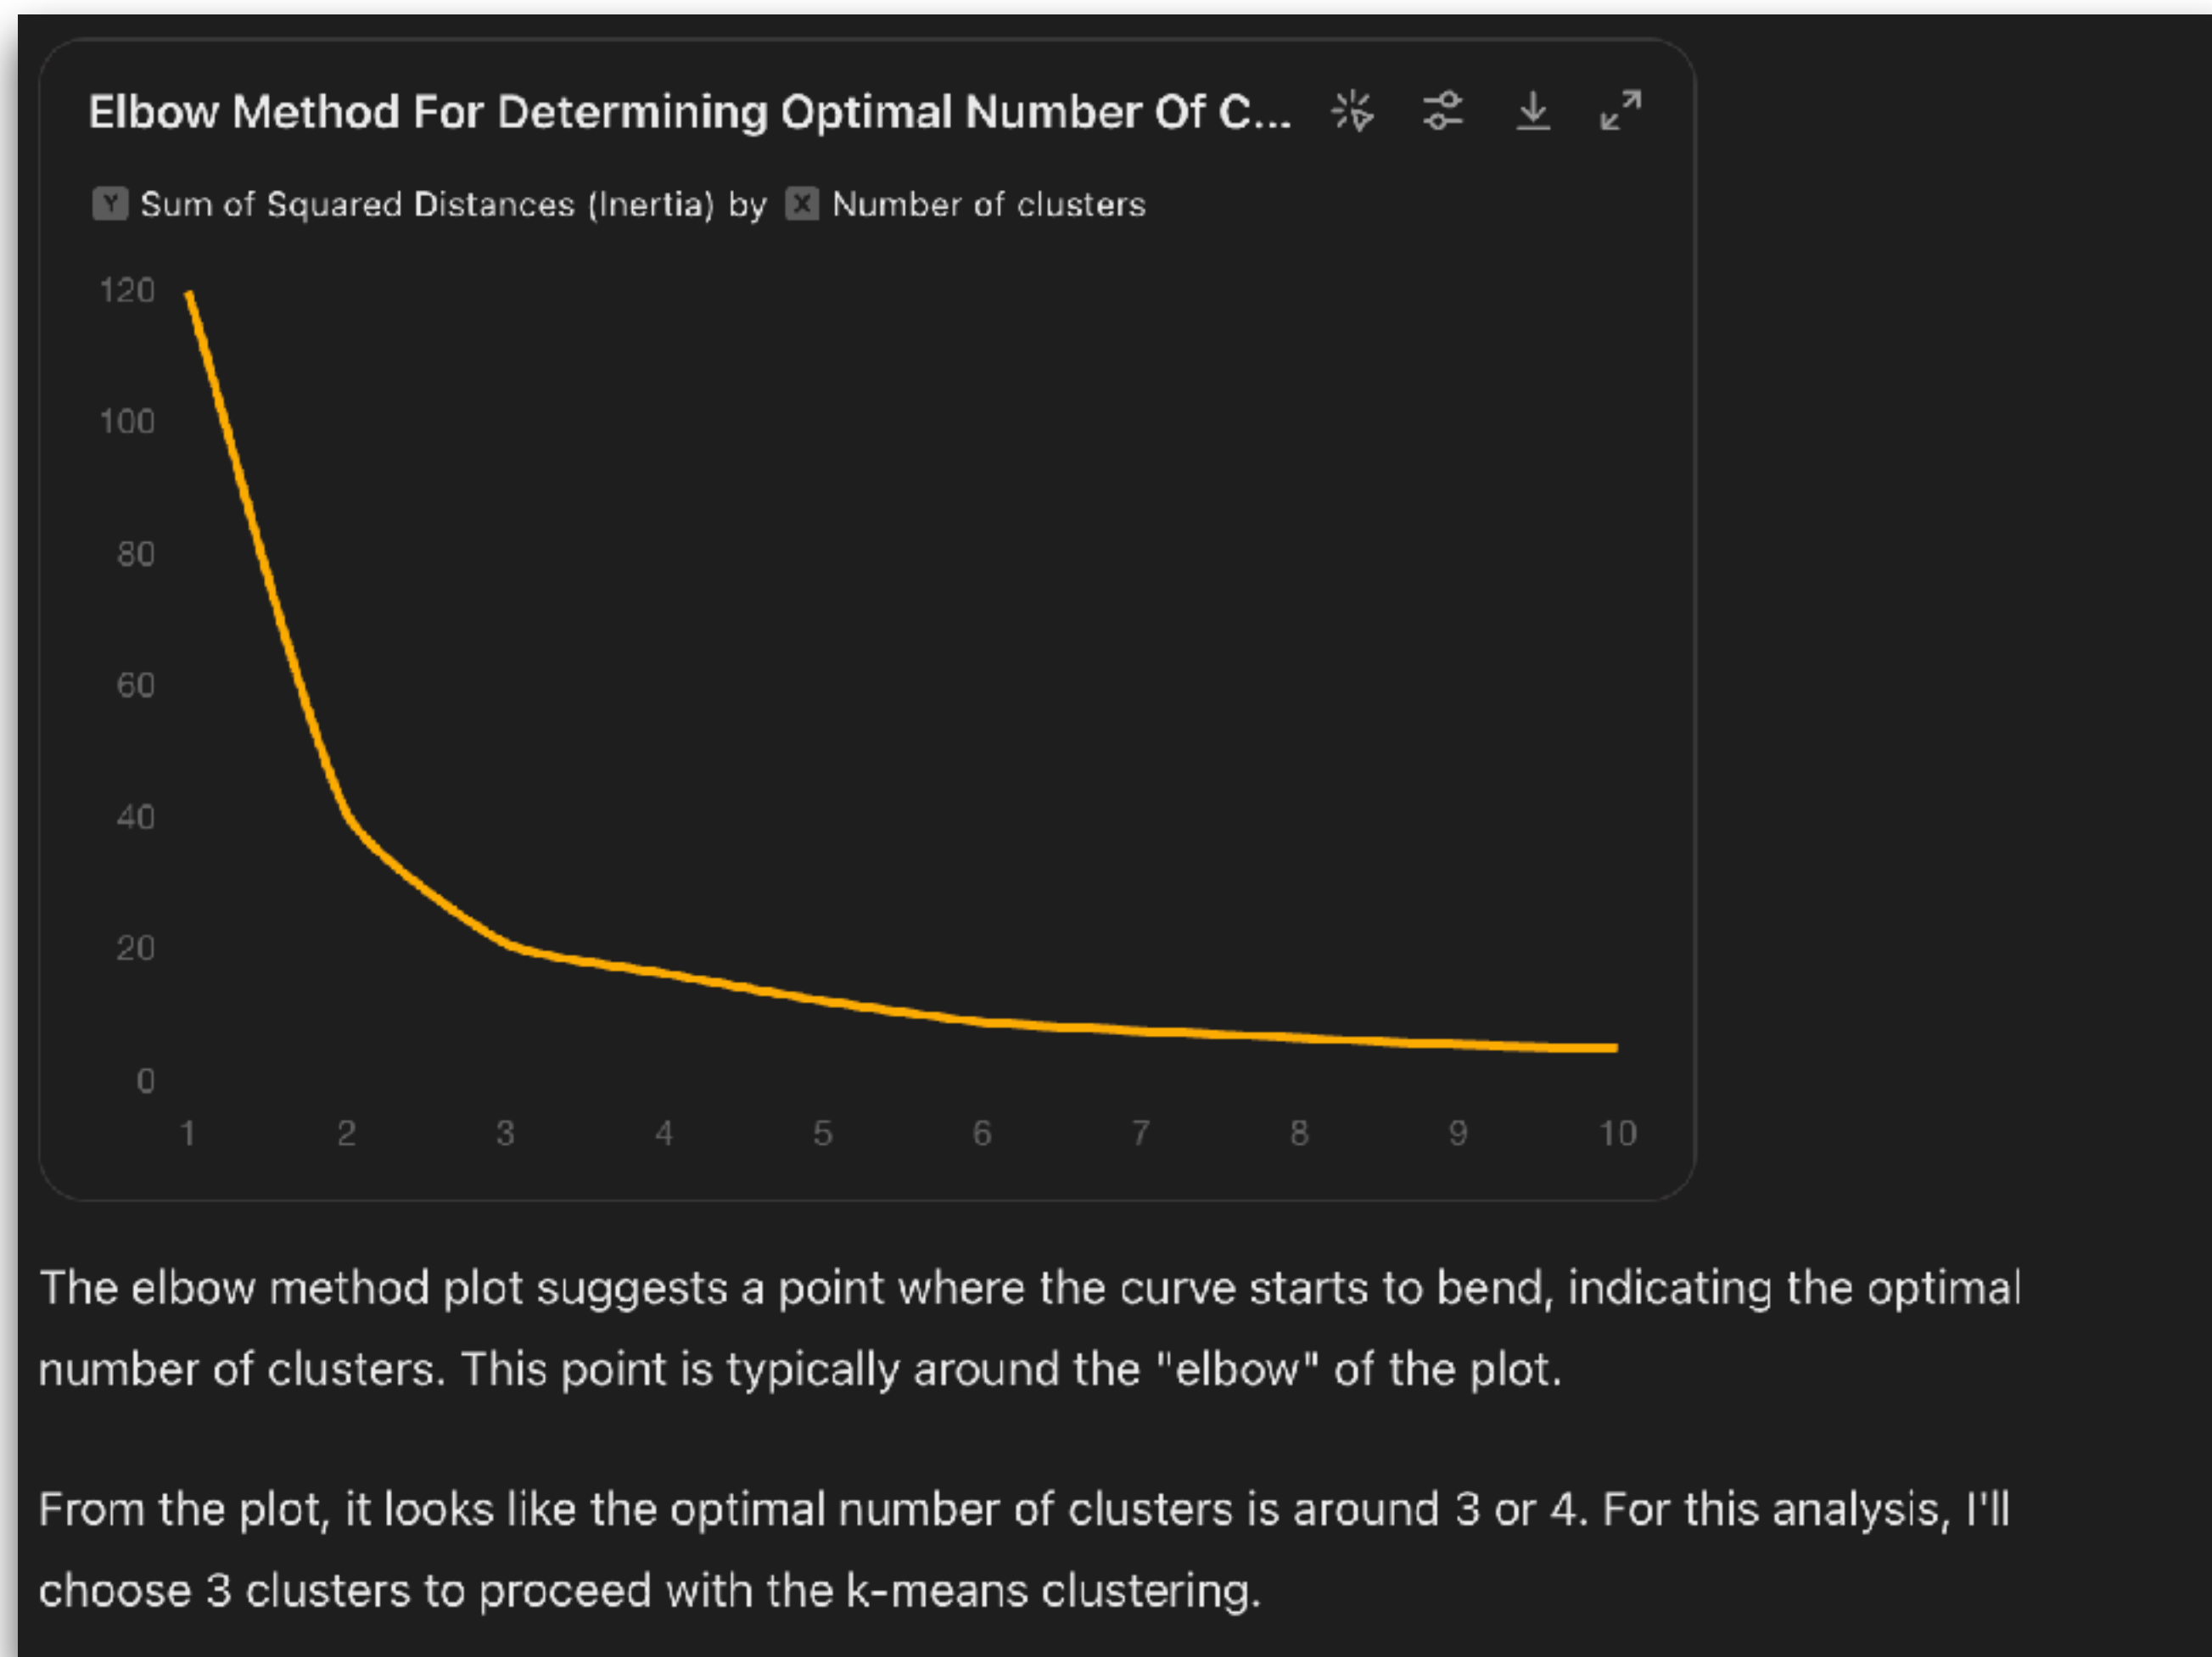 Elbow Method For Determining Optimal Number Of C...
Y Sum of Squared Distances (Inertia) by X Number of clusters
120
100
80
60
40
20
0
1 2 3 4 5 6 7 8 9 10
The elbow method plot suggests a point where the curve starts to bend, indicating the optimal
number of clusters. This point is typically around the "elbow" of the plot.
From the plot, it looks like the optimal number of clusters is around 3 or 4. For this analysis, I'll
choose 3 clusters to proceed with the k-means clustering.